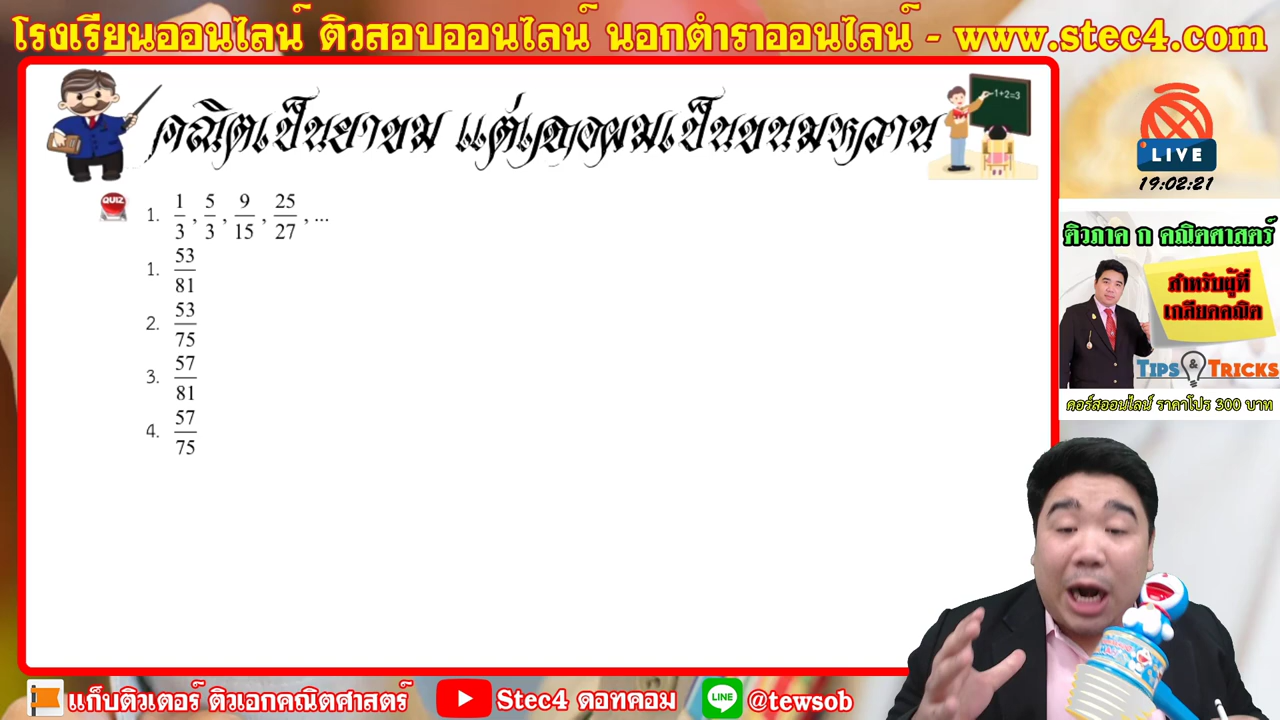 โรงเรียนออนไลน์ ติวสอบออนไลน์ นอกตำราออนไลน์ - www.stec4.com
คณิตเป็นยาขม แต่เจอผมเป็นขนมหวาน
1+2=3
LIVE
19:02:21
QUIZ
1. 1/3 , 5/3 , 9/15 , 25/27 , ...
1. 53/81
2. 53/75
3. 57/81
4. 57/75
ติวภาค ก คณิตศาสตร์
สำหรับผู้ที่
เกลียดคณิต
TIPS & TRICKS
คอร์สออนไลน์ ราคาโปร 300 บาท
แก๊บติวเตอร์ ติวเอกคณิตศาสตร์
Stec4 ดอทคอม
LINE
@tewsob